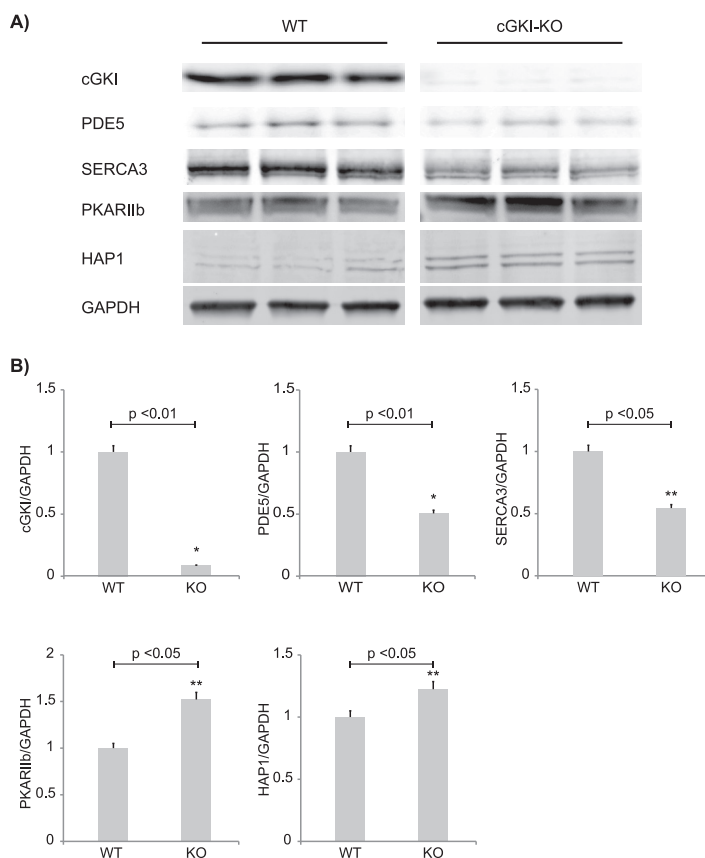 A)
WT cGKI-KO
cGKI
PDE5
SERCA3
PKARIIb
HAP1
GAPDH
B)
1.5
1
0.5
0
cGKI/GAPDH
p <0.01
*
WT KO
1.5
1
0.5
0
PDE5/GAPDH
p <0.01
*
WT KO
1.5
1
0.5
0
SERCA3/GAPDH
p <0.05
**
WT KO
2
1.5
1
0.5
0
PKARIIb/GAPDH
p <0.05
**
WT KO
1.5
1
0.5
0
HAP1/GAPDH
p <0.05
**
WT KO